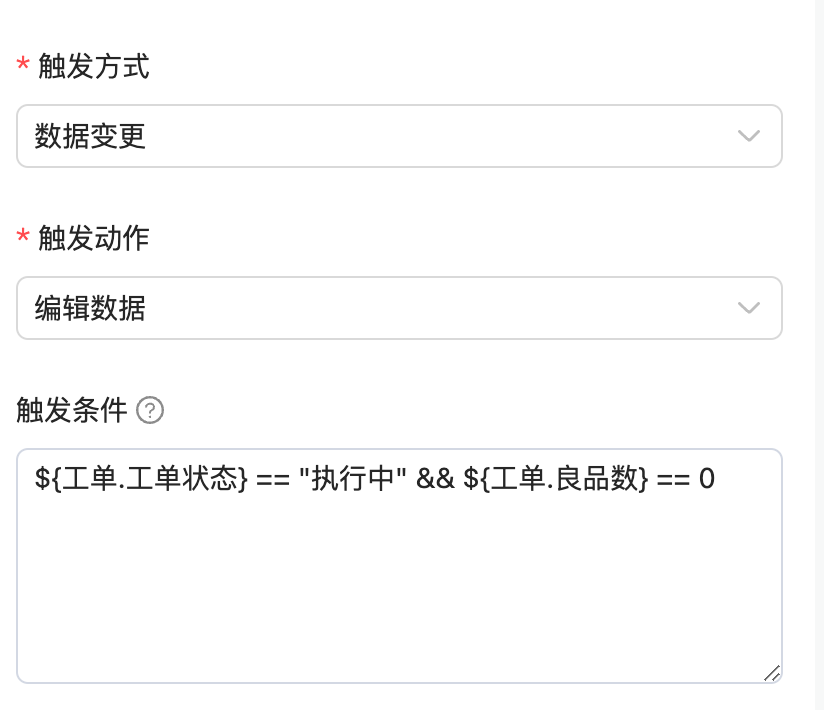 * 触发方式
数据变更
* 触发动作
编辑数据
触发条件 ?
${工单.工单状态} == "执行中" && ${工单.良品数} == 0